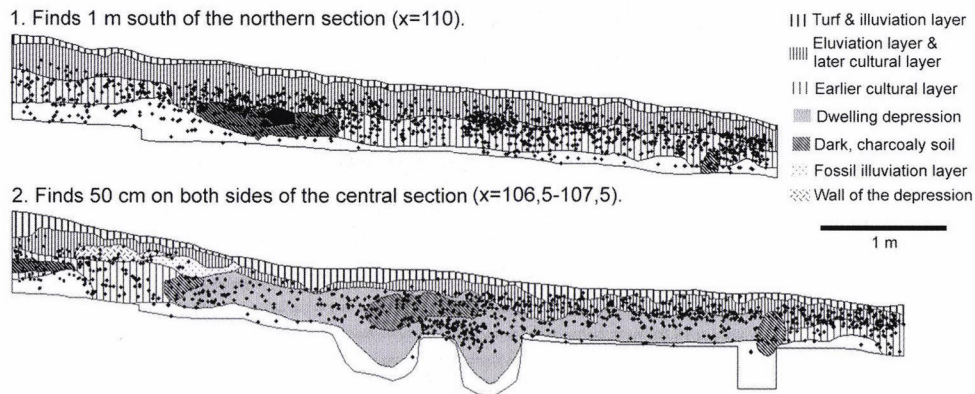 1. Finds 1 m south of the northern section (x=110).
Turf & illuviation layer
Eluviation layer &
later cultural layer
Earlier cultural layer
Dwelling depression
Dark, charcoaly soil
Fossil illuviation layer
Wall of the depression
2. Finds 50 cm on both sides of the central section (x=106,5-107,5).
1 m